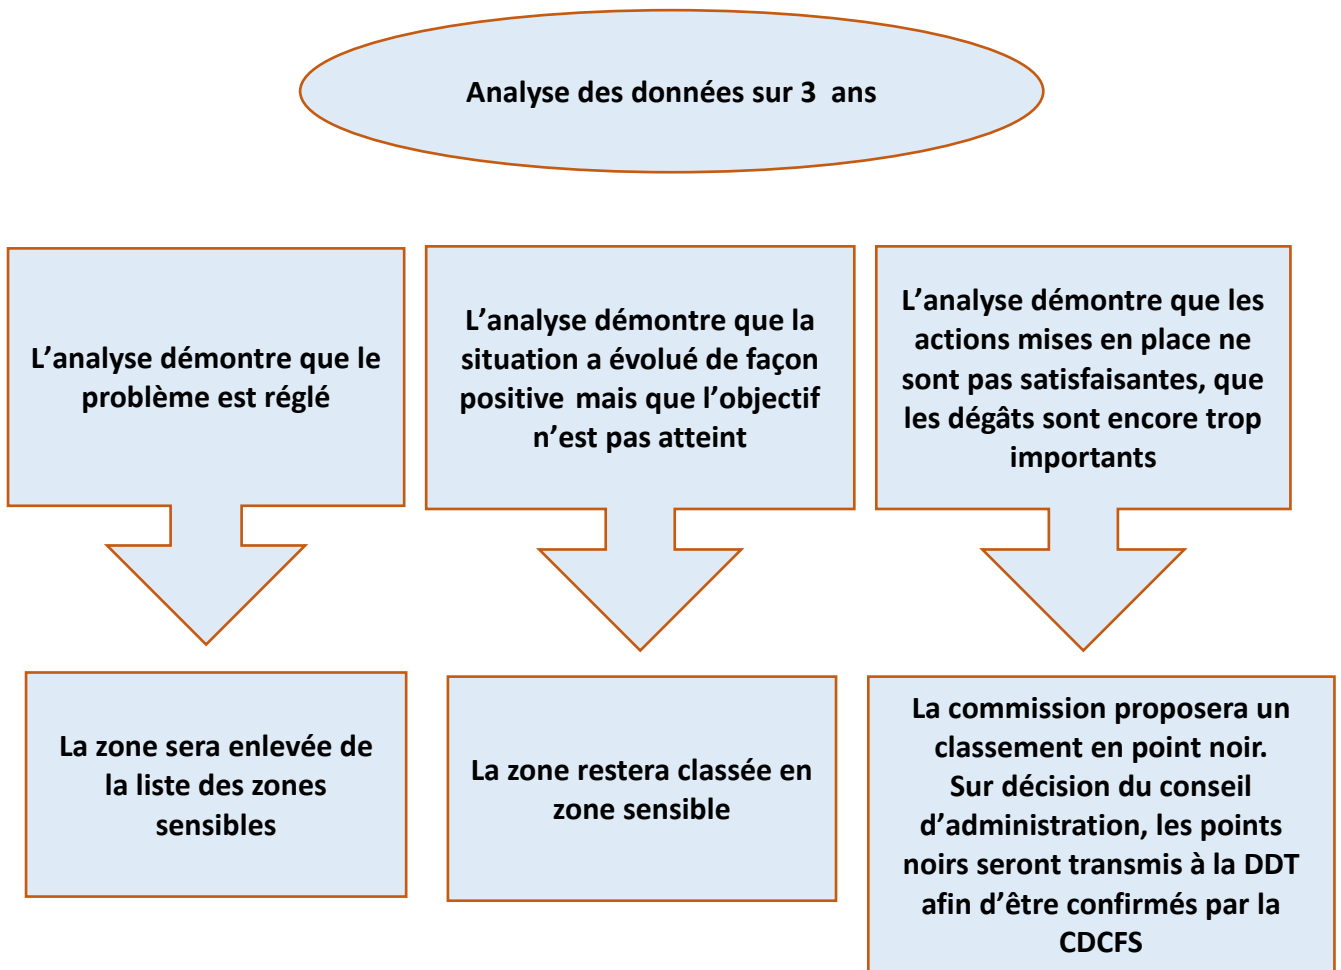 Analyse des données sur 3 ans
L’analyse démontre que le
problème est réglé
L’analyse démontre que la
situation a évolué de façon
positive mais que l’objectif
n’est pas atteint
L’analyse démontre que les
actions mises en place ne
sont pas satisfaisantes, que
les dégâts sont encore trop
importants
La zone sera enlevée de
la liste des zones
sensibles
La zone restera classée en
zone sensible
La commission proposera un
classement en point noir.
Sur décision du conseil
d’administration, les points
noirs seront transmis à la DDT
afin d’être confirmés par la
CDCFS